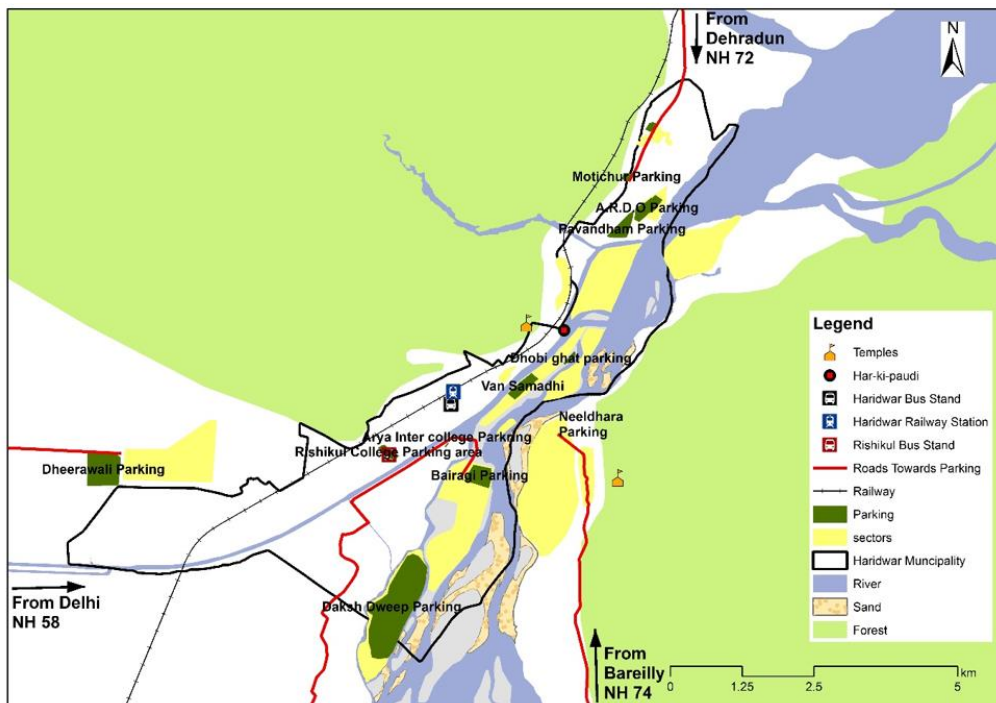 From
Dehradun
NH 72
N
Motichur Parking
A.R.D.O Parking
Pavandham Parking
Dhobi ghat parking
Van Samadhi
Neeldhara
Parking
Arya Inter college Parkring
Rishikul College Parking area
Dheerawali Parking
Bairagi Parking
Daksh Dweep Parking
From Delhi
NH 58
From
Bareilly
NH 74
Legend
Temples
Har-ki-paudi
Haridwar Bus Stand
Haridwar Railway Station
Rishikul Bus Stand
Roads Towards Parking
Railway
Parking
sectors
Haridwar Muncipality
River
Sand
Forest
km
0 1.25 2.5 5